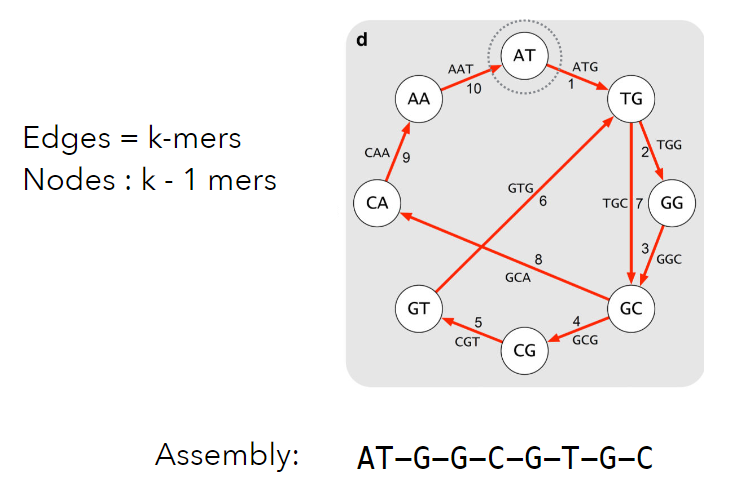 d
AT
AAT
10
ATG
1
AA
TG
Edges = k-mers
Nodes : k - 1 mers
CAA
9
2
TGG
GTG
6
TGC
7
CA
GG
8
GCA
3
GGC
GT
GC
5
CGT
4
GCG
CG
Assembly: AT–G–G–C–G–T–G–C